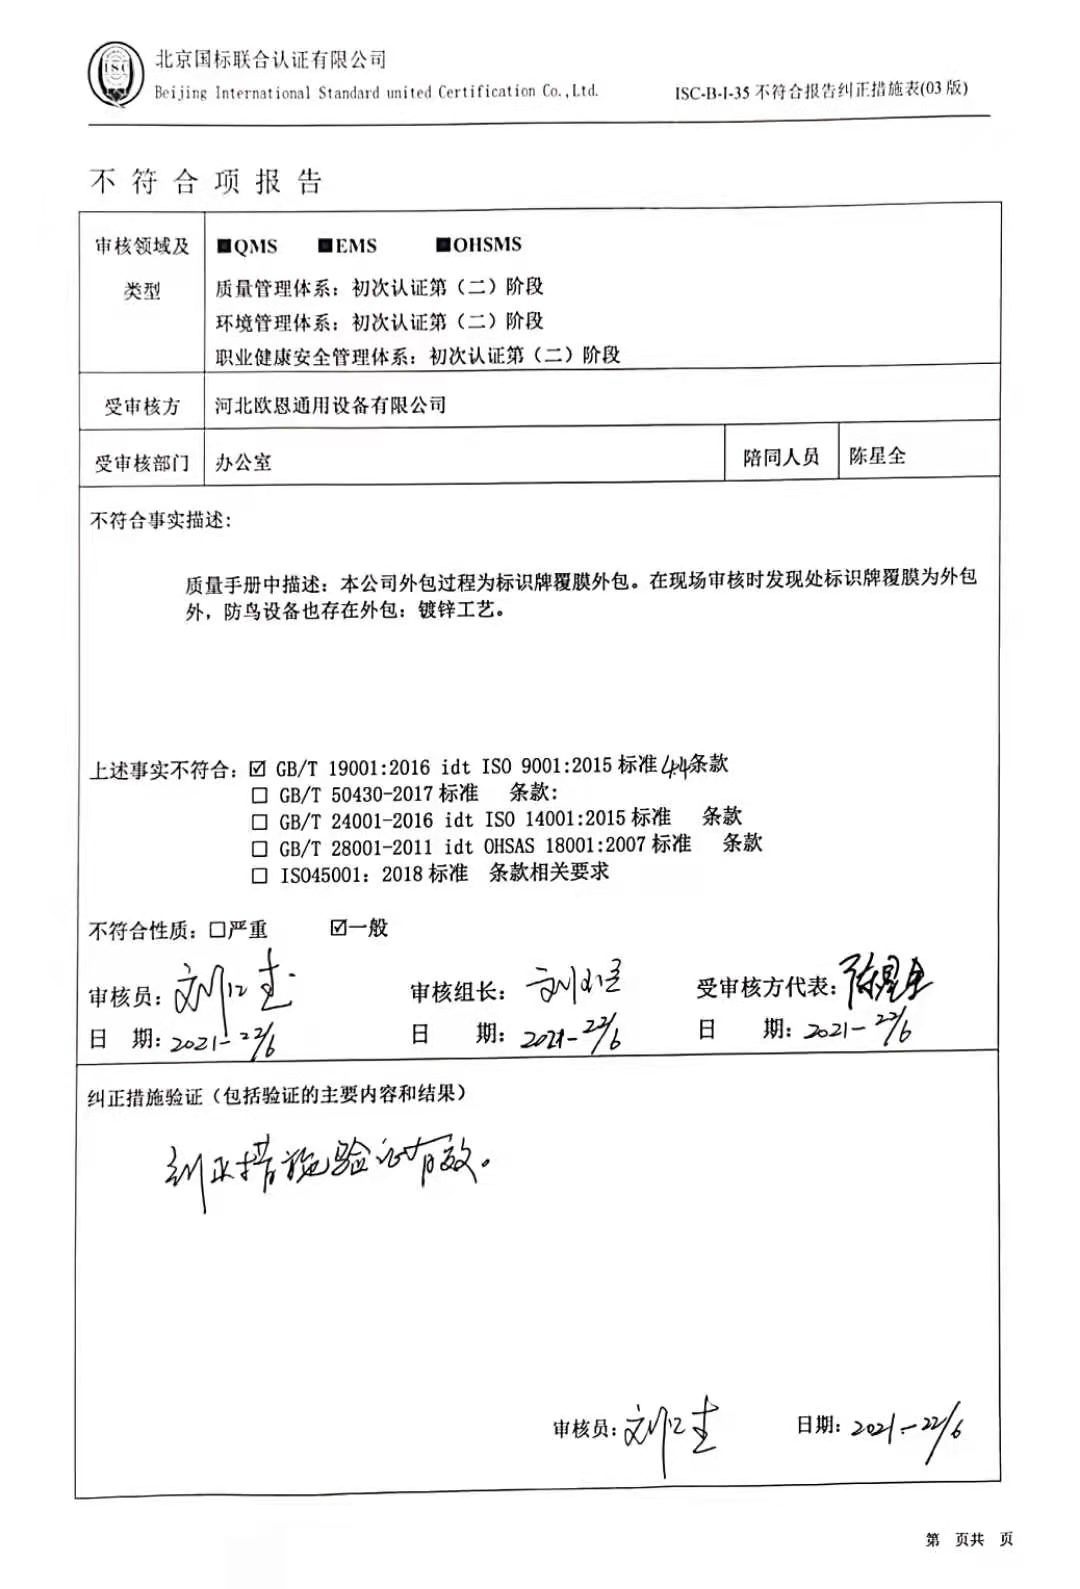 ISC
北京国标联合认证有限公司
Beijing International Standard united Certification Co.,Ltd.
ISC-B-I-35 不符合报告纠正措施表(03 版)
不符合项报告
审核领域及类型
■QMS ■EMS ■OHSMS
质量管理体系：初次认证第（二）阶段
环境管理体系：初次认证第（二）阶段
职业健康安全管理体系：初次认证第（二）阶段
受审核方 河北欧恩通用设备有限公司
受审核部门 办公室 陪同人员 陈星全
不符合事实描述：
质量手册中描述：本公司外包过程为标识牌覆膜外包。在现场审核时发现处标识牌覆膜为外包
外，防鸟设备也存在外包：镀锌工艺。
上述事实不符合：☑ GB/T 19001:2016 idt ISO 9001:2015 标准 4.4 条款
□ GB/T 50430-2017 标准 条款:
□ GB/T 24001-2016 idt ISO 14001:2015 标准 条款
□ GB/T 28001-2011 idt OHSAS 18001:2007 标准 条款
□ ISO45001：2018 标准 条款相关要求
不符合性质：□严重 ☑一般
审核员： 审核组长： 受审核方代表：陈星全
日 期：2021-22/6 日 期：2021-22/6 日 期：2021-22/6
纠正措施验证（包括验证的主要内容和结果）
纠正措施验证有效。
审核员： 日期：2021-22/6
第 页共 页